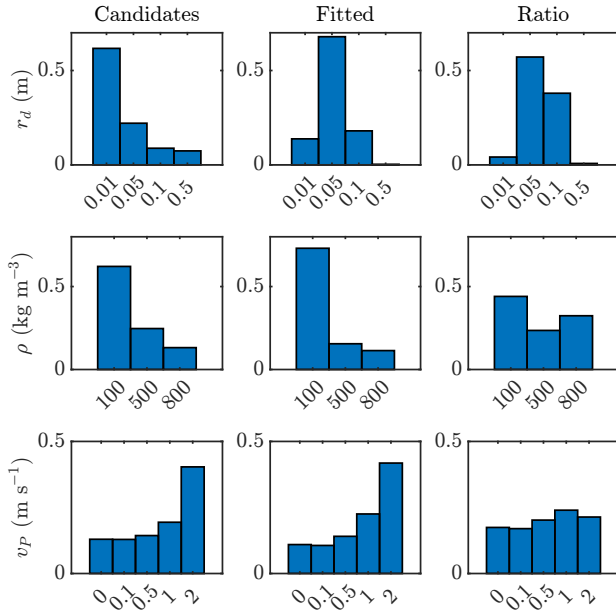 Candidates Fitted Ratio
r_d (m)
0.5 0.5 0.5
0 0 0
0.01 0.05 0.1 0.5 0.01 0.05 0.1 0.5 0.01 0.05 0.1 0.5
ρ (kg m⁻³)
0.5 0.5 0.5
0 0 0
100 500 800 100 500 800 100 500 800
v_P (m s⁻¹)
0.5 0.5 0.5
0 0 0
0 0.1 0.5 1 2 0 0.1 0.5 1 2 0 0.1 0.5 1 2